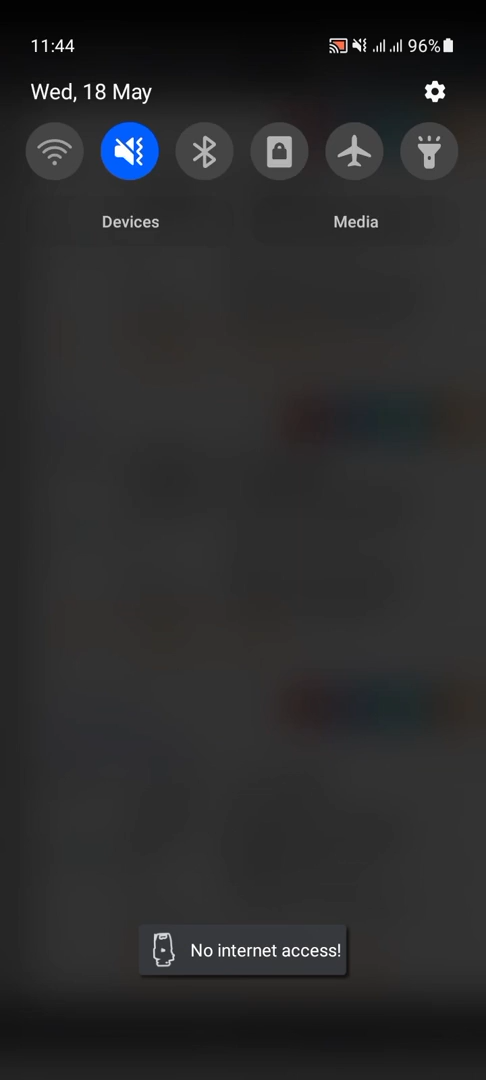 11:44
96%
Wed, 18 May
Devices
Media
No internet access!